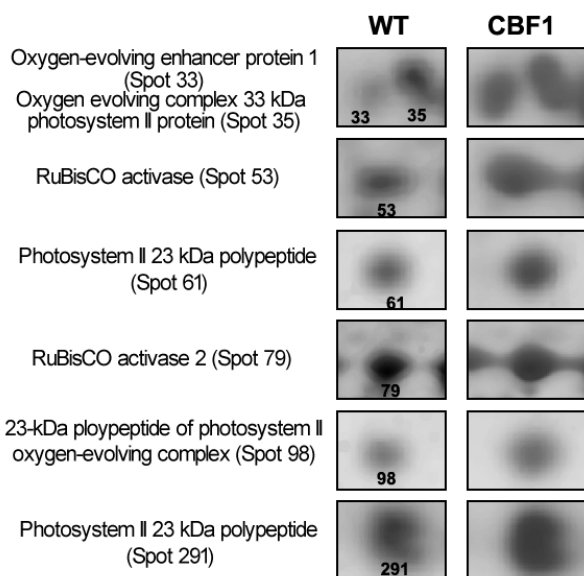 WT CBF1
Oxygen-evolving enhancer protein 1
(Spot 33)
Oxygen evolving complex 33 kDa
photosystem II protein (Spot 35)
33 35
RuBisCO activase (Spot 53)
53
Photosystem II 23 kDa polypeptide
(Spot 61)
61
RuBisCO activase 2 (Spot 79)
79
23-kDa ploypeptide of photosystem II
oxygen-evolving complex (Spot 98)
98
Photosystem II 23 kDa polypeptide
(Spot 291)
291